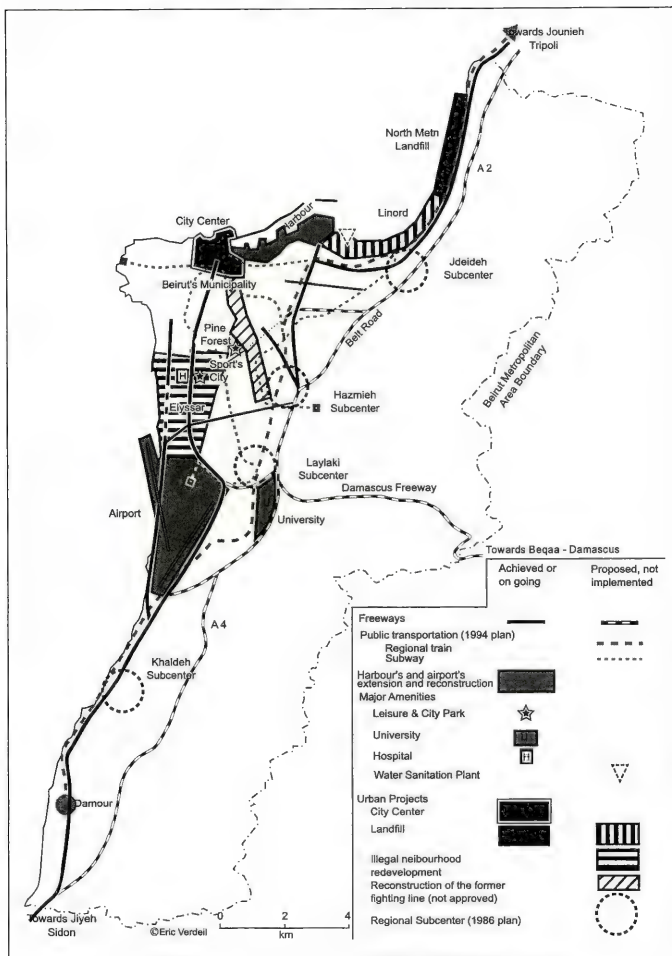 Towards Jounieh
Tripoli
North Metn
Landfill
A 2
City Center
Harbour
Linord
Jdeideh
Subcenter
Beirut's Municipality
Pine
Forest
Belt Road
Sport's
City
H
Elyssar
Hazmieh
Subcenter
Beirut Metropolitan
Area Boundary
Laylaki
Subcenter
Damascus Freeway
Airport
University
Towards Beqaa - Damascus
A 4
Khaldeh
Subcenter
Damour
Towards Jiyeh
Sidon
©Eric Verdeil
0 2 4
km
Achieved or
on going
Proposed, not
implemented
Freeways
Public transportation (1994 plan)
Regional train
Subway
Harbour's and airport's
extension and reconstruction
Major Amenities
Leisure & City Park
University
U
Hospital
H
Water Sanitation Plant
Urban Projects
City Center
Landfill
Illegal neibourhood
redevelopment
Reconstruction of the former
fighting line (not approved)
Regional Subcenter (1986 plan)